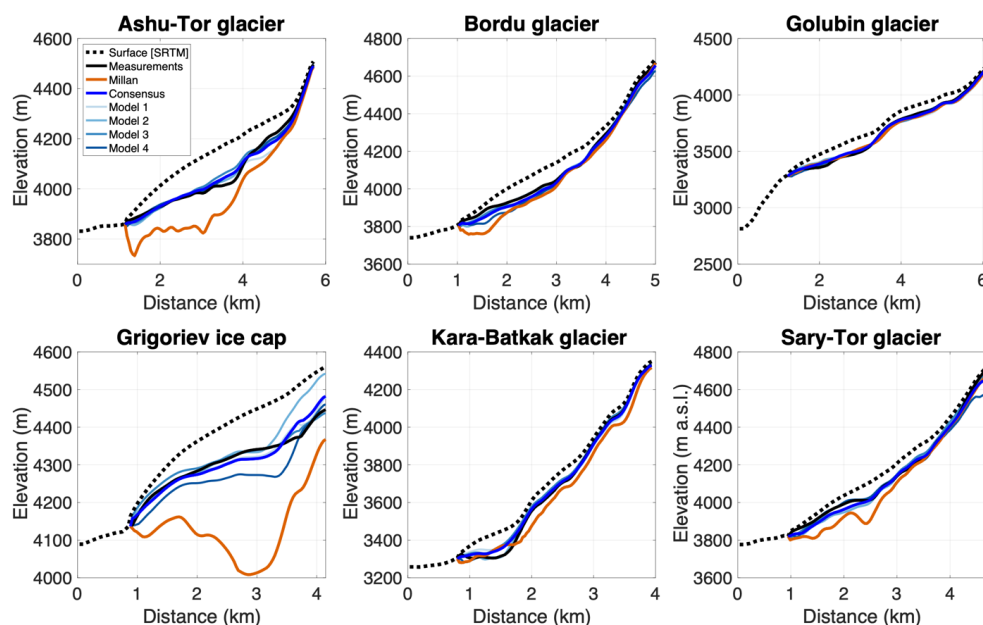 Ashu-Tor glacier
Bordu glacier
Golubin glacier
4600
4400
4200
4000
3800
Elevation (m)
Surface [SRTM]
Measurements
Millan
Consensus
Model 1
Model 2
Model 3
Model 4
0 1 2 3 4 5 6
Distance (km)
4800
4600
4400
4200
4000
3800
3600
Elevation (m)
0 1 2 3 4 5
Distance (km)
4500
4000
3500
3000
2500
Elevation (m)
0 2 4 6
Distance (km)
Grigoriev ice cap
Kara-Batkak glacier
Sary-Tor glacier
4600
4500
4400
4300
4200
4100
4000
Elevation (m)
0 1 2 3 4
Distance (km)
4400
4200
4000
3800
3600
3400
3200
Elevation (m)
0 1 2 3 4
Distance (km)
4800
4600
4400
4200
4000
3800
3600
Elevation (m a.s.l.)
0 1 2 3 4
Distance (km)